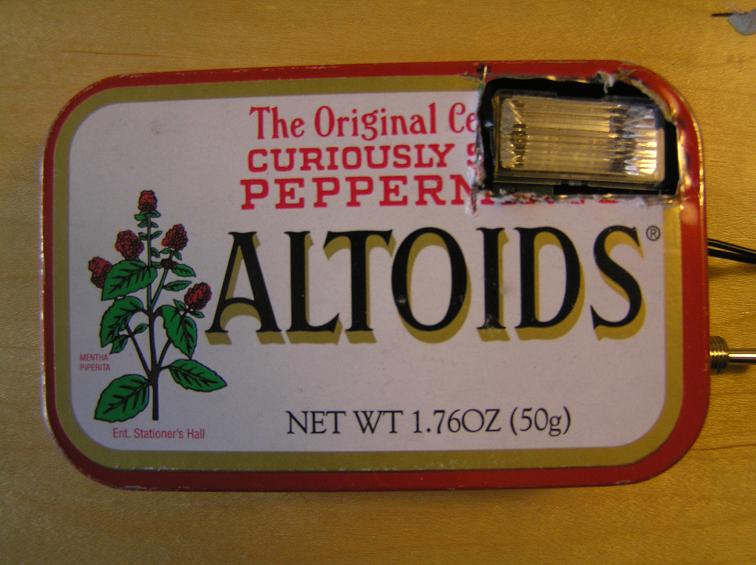 The Original
CURIOUSLY
ALTOIDS®
MENTHA
PIPERITA
Ent. Stationer's Hall
NET WT 1.76OZ (50g)